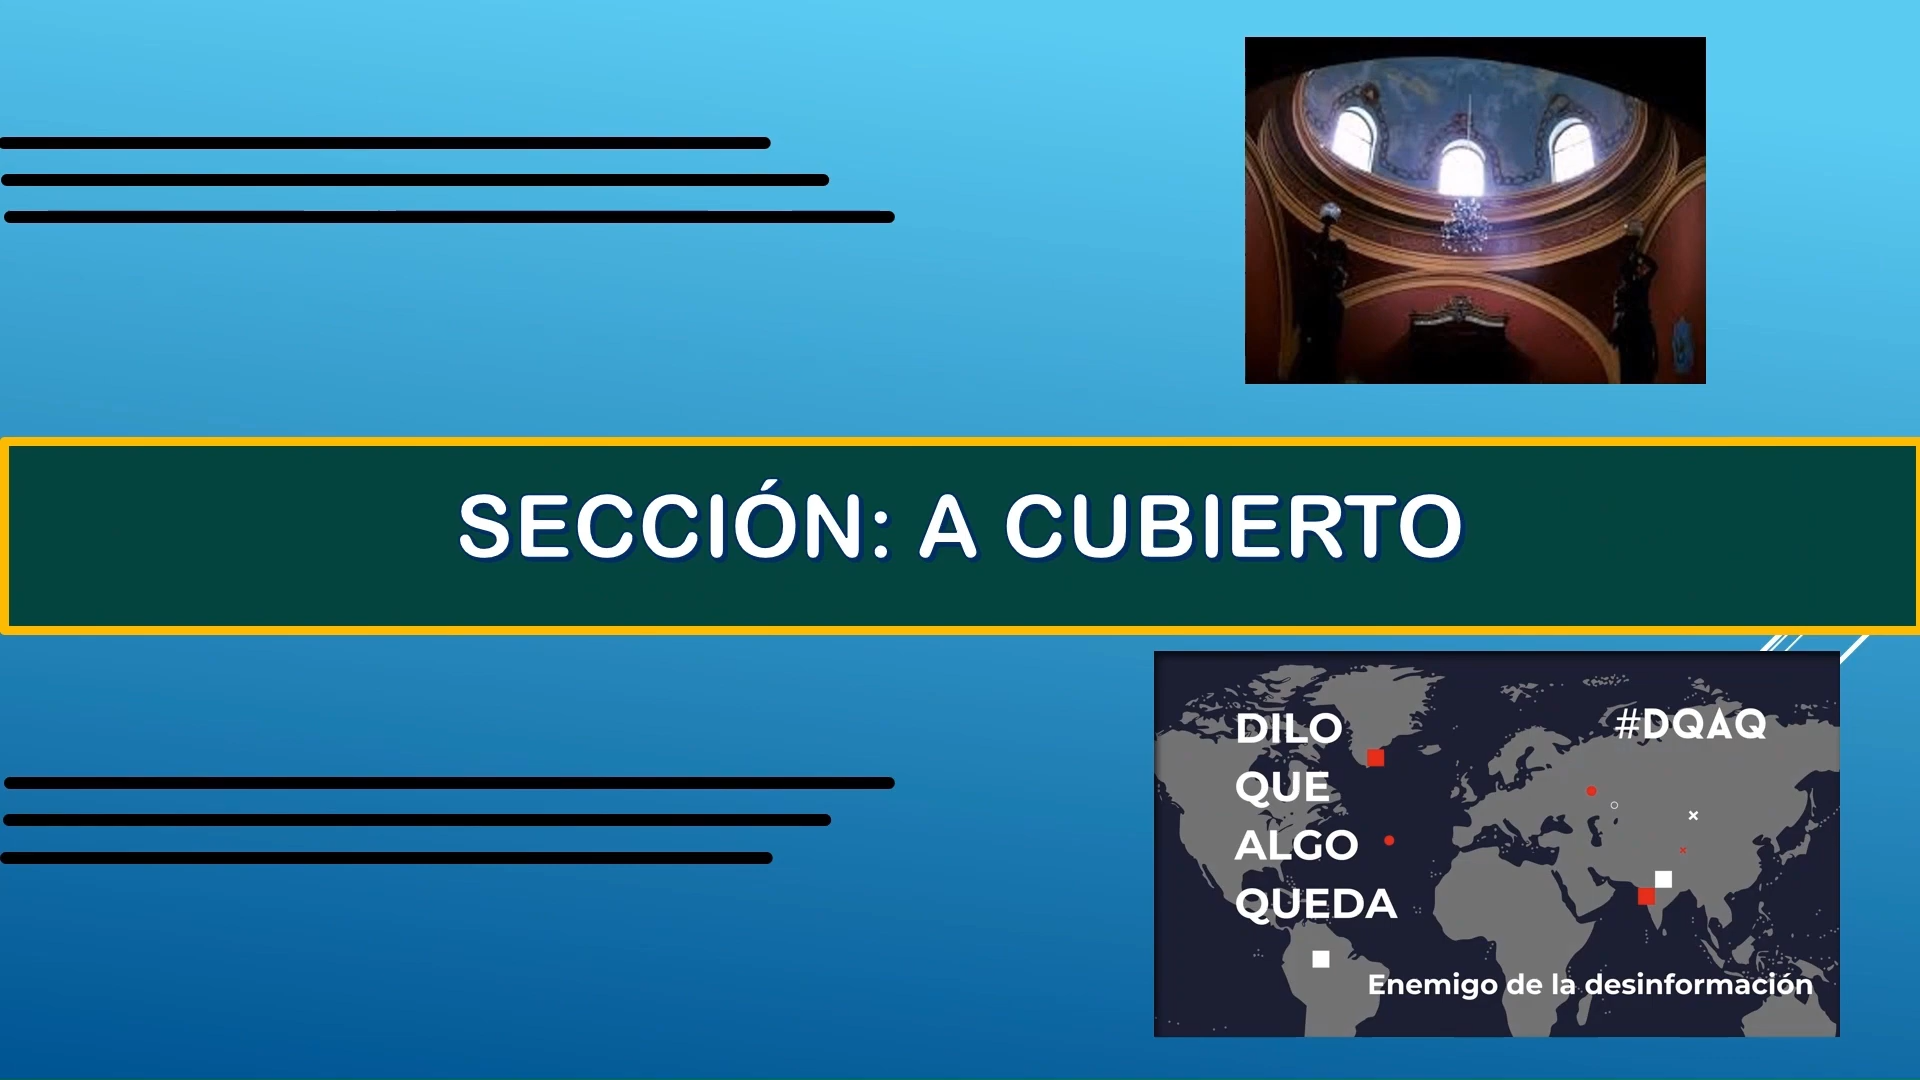 SECCIÓN: A CUBIERTO
DILO
QUE
ALGO
QUEDA
#DQAQ
Enemigo de la desinformación